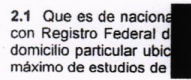 2.1 Que es de naciona
con Registro Federal d
domicilio particular ubic
máximo de estudios de